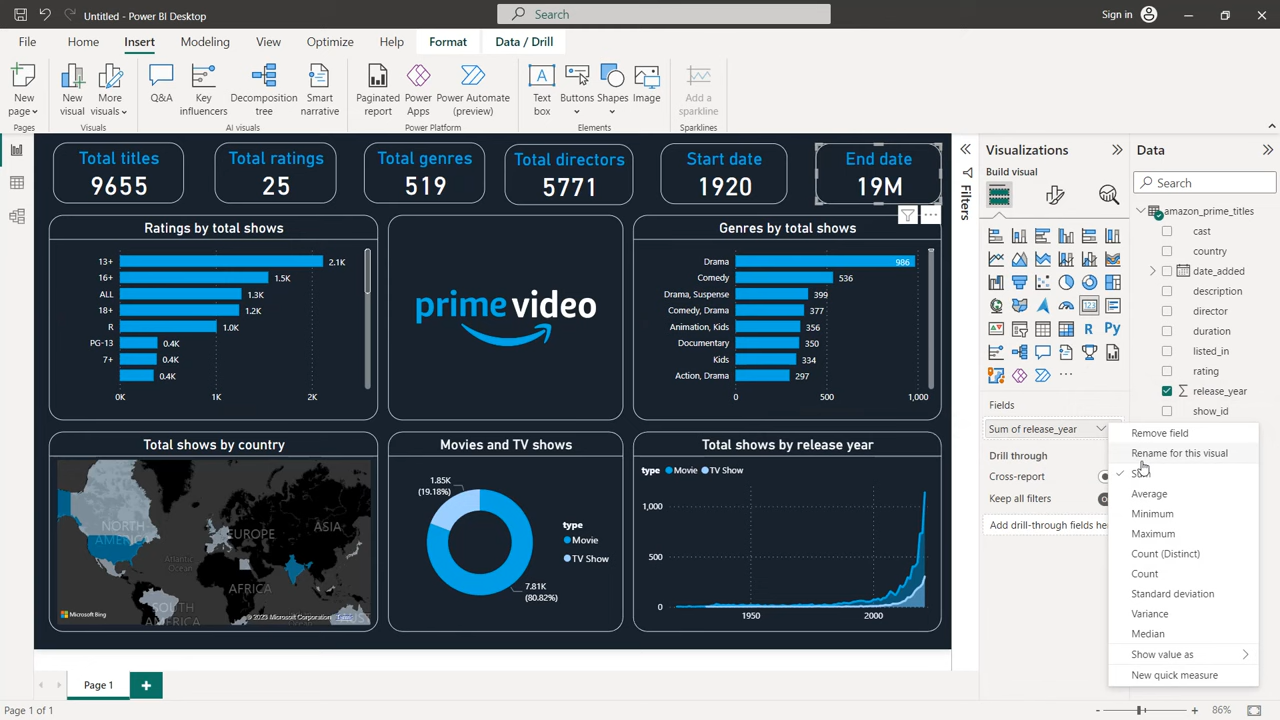 Untitled - Power BI Desktop
Search
Sign in
File
Home
Insert
Modeling
View
Optimize
Help
Format
Data / Drill
New page
New visual
More visuals
Q&A
Key influencers
Decomposition tree
Smart narrative
Paginated report
Power Apps
Power Automate (preview)
Text box
Buttons
Shapes
Image
Add a sparkline
Pages
Visuals
AI visuals
Power Platform
Elements
Sparklines
Total titles
9655
Total ratings
25
Total genres
519
Total directors
5771
Start date
1920
End date
19M
Ratings by total shows
13+
2.1K
16+
1.5K
ALL
1.3K
18+
1.2K
R
1.0K
PG-13
0.4K
7+
0.4K
0.4K
0K
1K
2K
prime video
Genres by total shows
Drama
986
Comedy
536
Drama, Suspense
399
Comedy, Drama
377
Animation, Kids
356
Documentary
350
Kids
334
Action, Drama
297
0
500
1,000
Total shows by country
NORTH AMERICA
EUROPE
ASIA
Atlantic Ocean
AFRICA
SOUTH AMERICA
Microsoft Bing
© 2023 Microsoft Corporation Terms
Movies and TV shows
1.85K
(19.18%)
7.81K
(80.82%)
type
Movie
TV Show
Total shows by release year
type Movie TV Show
1,000
500
0
1950
2000
Filters
Visualizations
Build visual
123
R
Py
Fields
Sum of release_year
Drill through
Cross-report
Keep all filters
Add drill-through fields he
Data
Search
amazon_prime_titles
cast
country
date_added
description
director
duration
listed_in
rating
release_year
show_id
Remove field
Rename for this visual
Average
Minimum
Maximum
Count (Distinct)
Count
Standard deviation
Variance
Median
Show value as
New quick measure
Page 1
Page 1 of 1
86%